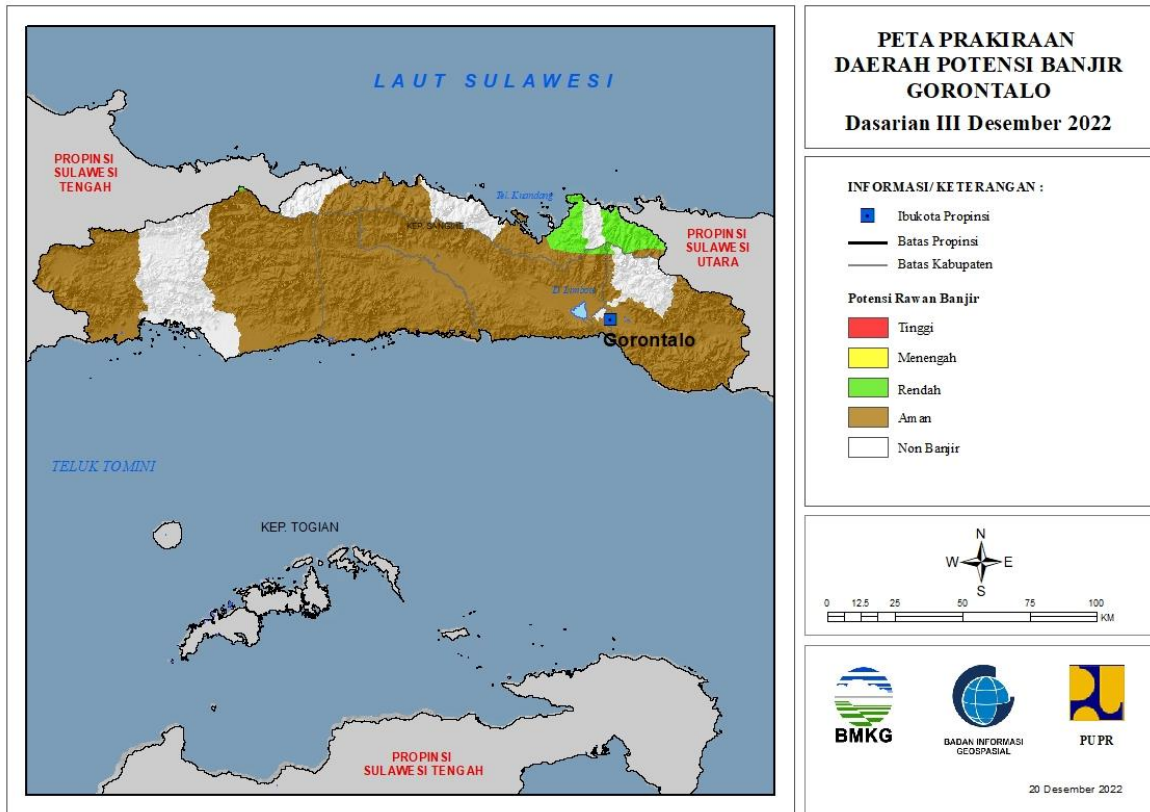 LAUT SULAWESI
PROPINSI
SULAWESI
TENGAH
Tel. Kuandang
KEP. SANGIHE
PROPINSI
SULAWESI
UTARA
Gorontalo
TELUK TOMINI
KEP. TOGIAN
PROPINSI
SULAWESI TENGAH
PETA PRAKIRAAN
DAERAH POTENSI BANJIR
GORONTALO
Dasarian III Desember 2022
INFORMASI/ KETERANGAN :
Ibukota Propinsi
Batas Propinsi
Batas Kabupaten
Potensi Rawan Banjir
Tinggi
Menengah
Rendah
Aman
Non Banjir
N
W E
S
0 12.5 25 50 75 100
KM
BMKG
BADAN INFORMASI
GEOSPASIAL
PUPR
20 Desember 2022